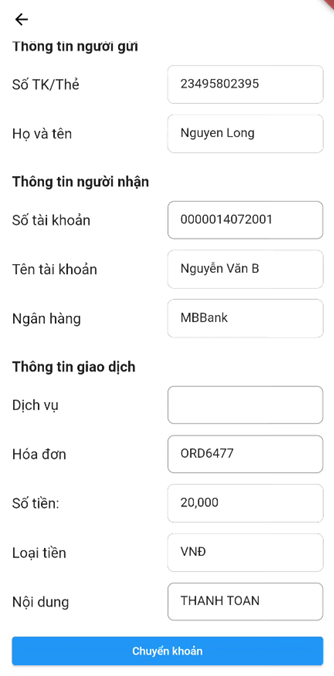 Thông tin người gửi
Số TK/Thẻ 23495802395
Họ và tên Nguyen Long
Thông tin người nhận
Số tài khoản 0000014072001
Tên tài khoản Nguyễn Văn B
Ngân hàng MBBank
Thông tin giao dịch
Dịch vụ
Hóa đơn ORD6477
Số tiền: 20,000
Loại tiền VNĐ
Nội dung THANH TOAN
Chuyển khoản